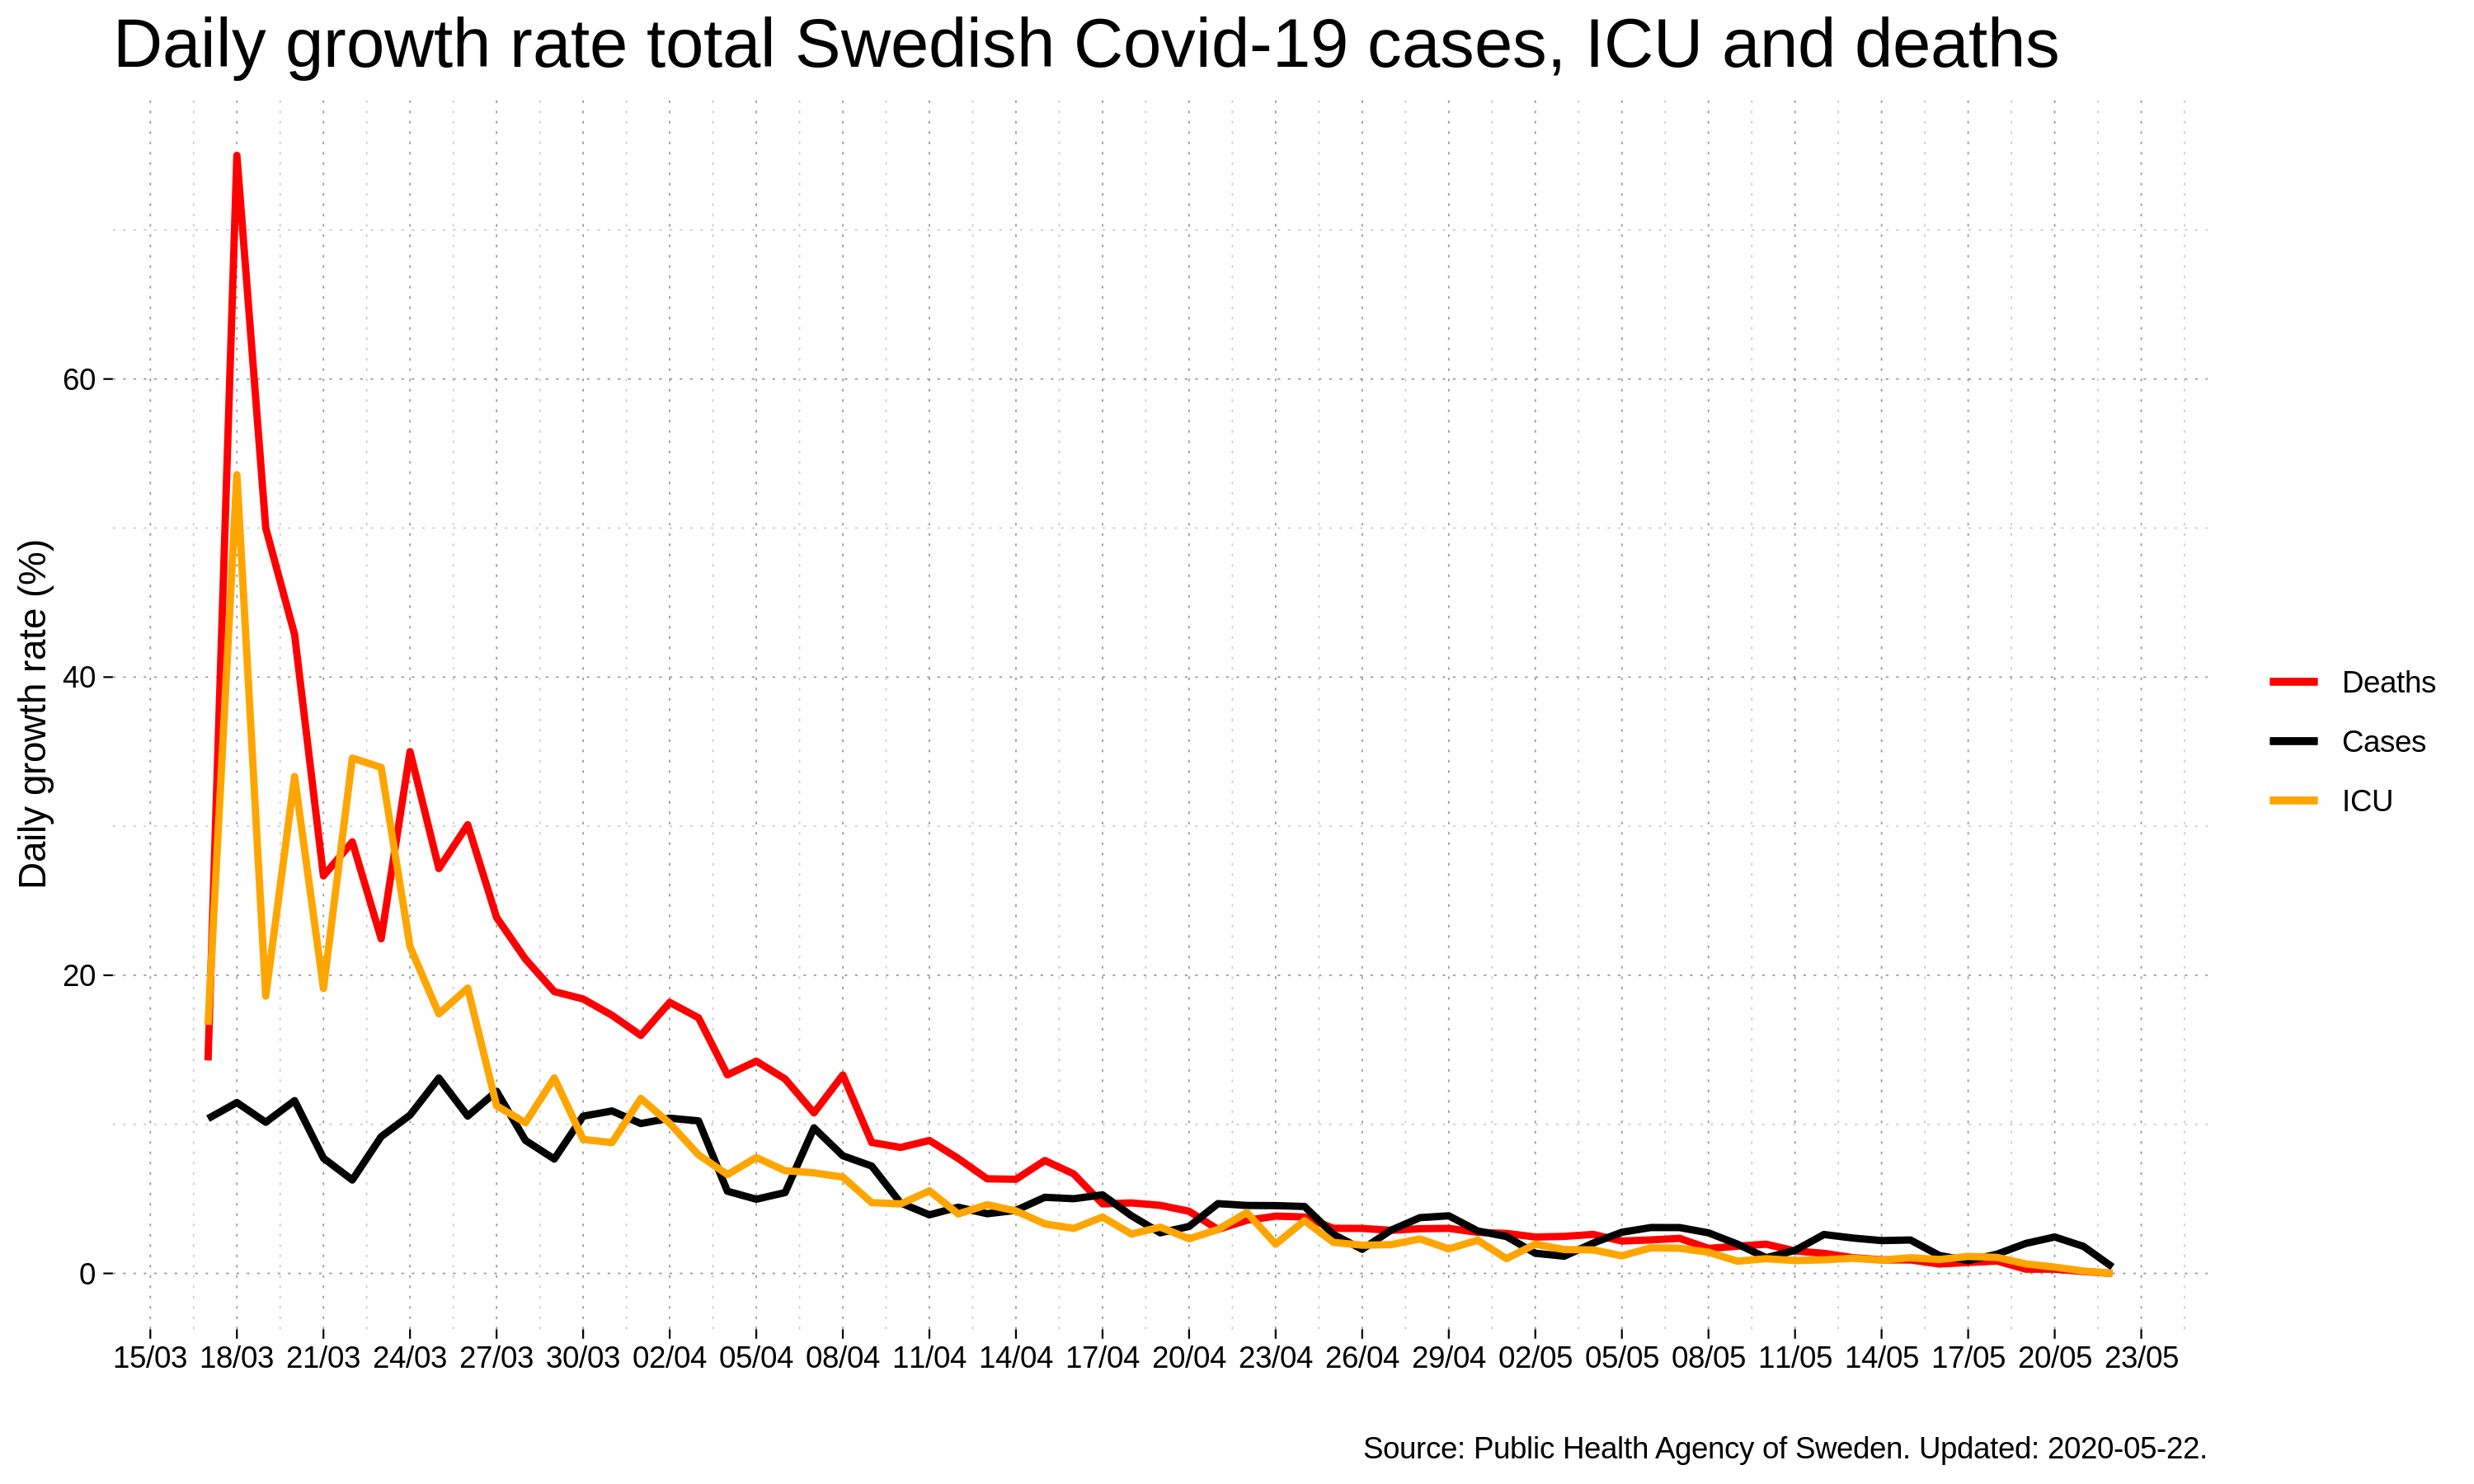 Daily growth rate total Swedish Covid-19 cases, ICU and deaths
Daily growth rate (%)
60
40
20
0
Deaths
Cases
ICU
15/03 18/03 21/03 24/03 27/03 30/03 02/04 05/04 08/04 11/04 14/04 17/04 20/04 23/04 26/04 29/04 02/05 05/05 08/05 11/05 14/05 17/05 20/05 23/05
Source: Public Health Agency of Sweden. Updated: 2020-05-22.